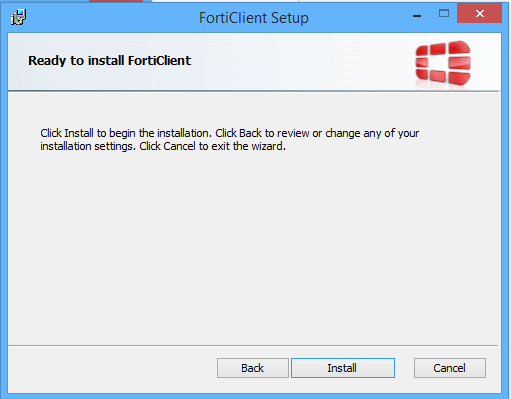 FortiClient Setup
Ready to install FortiClient
Click Install to begin the installation. Click Back to review or change any of your
installation settings. Click Cancel to exit the wizard.
Back
Install
Cancel